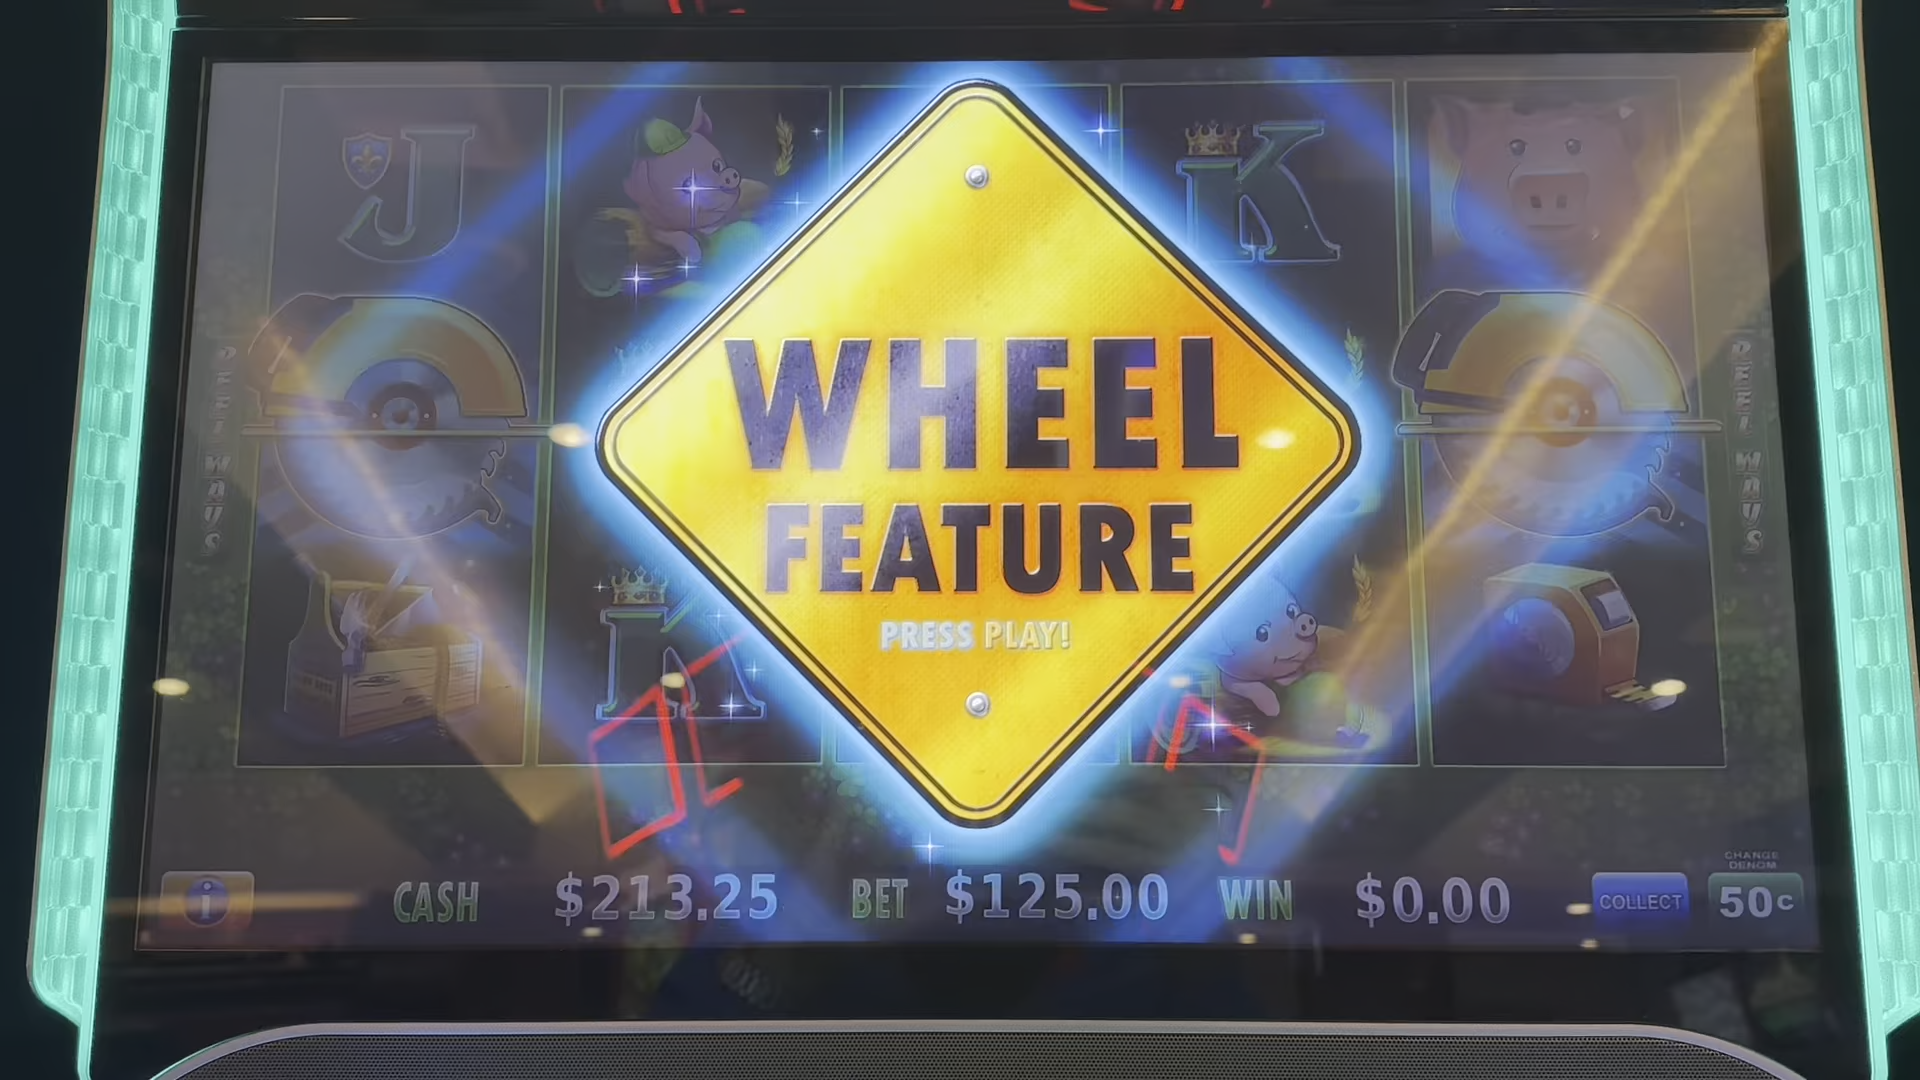 J
K
WHEEL
FEATURE
PRESS PLAY!
CASH $213.25 BET $125.00 WIN $0.00
COLLECT
CHANGE
DENOM
50¢